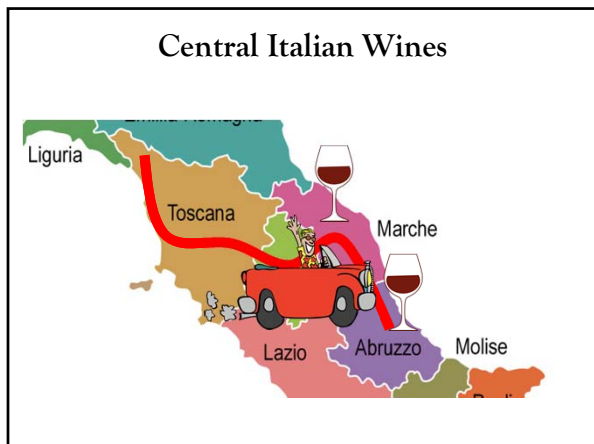 Central Italian Wines
Liguria
Toscana
Marche
Lazio
Abruzzo
Molise